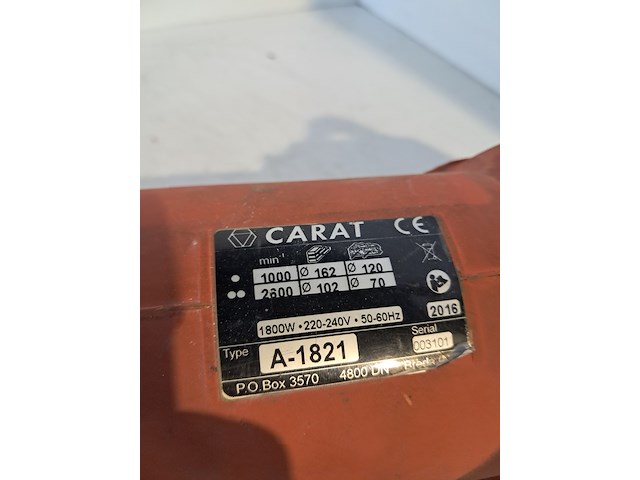 CARAT CE
min-1
1000 Ø 162 Ø 120
2600 Ø 102 Ø 70
1800W • 220-240V • 50-60Hz
2016
Type A-1821 Serial 003101
P.O.Box 3570 4800 DN Breda